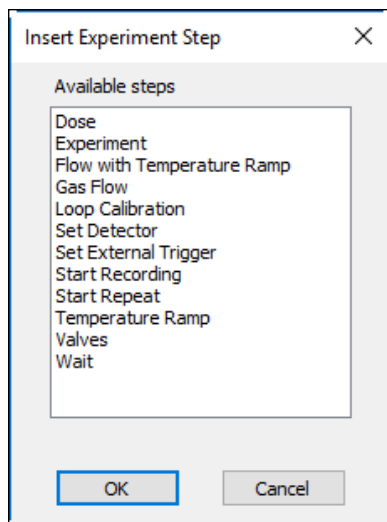 Insert Experiment Step
Available steps
Dose
Experiment
Flow with Temperature Ramp
Gas Flow
Loop Calibration
Set Detector
Set External Trigger
Start Recording
Start Repeat
Temperature Ramp
Valves
Wait
OK
Cancel